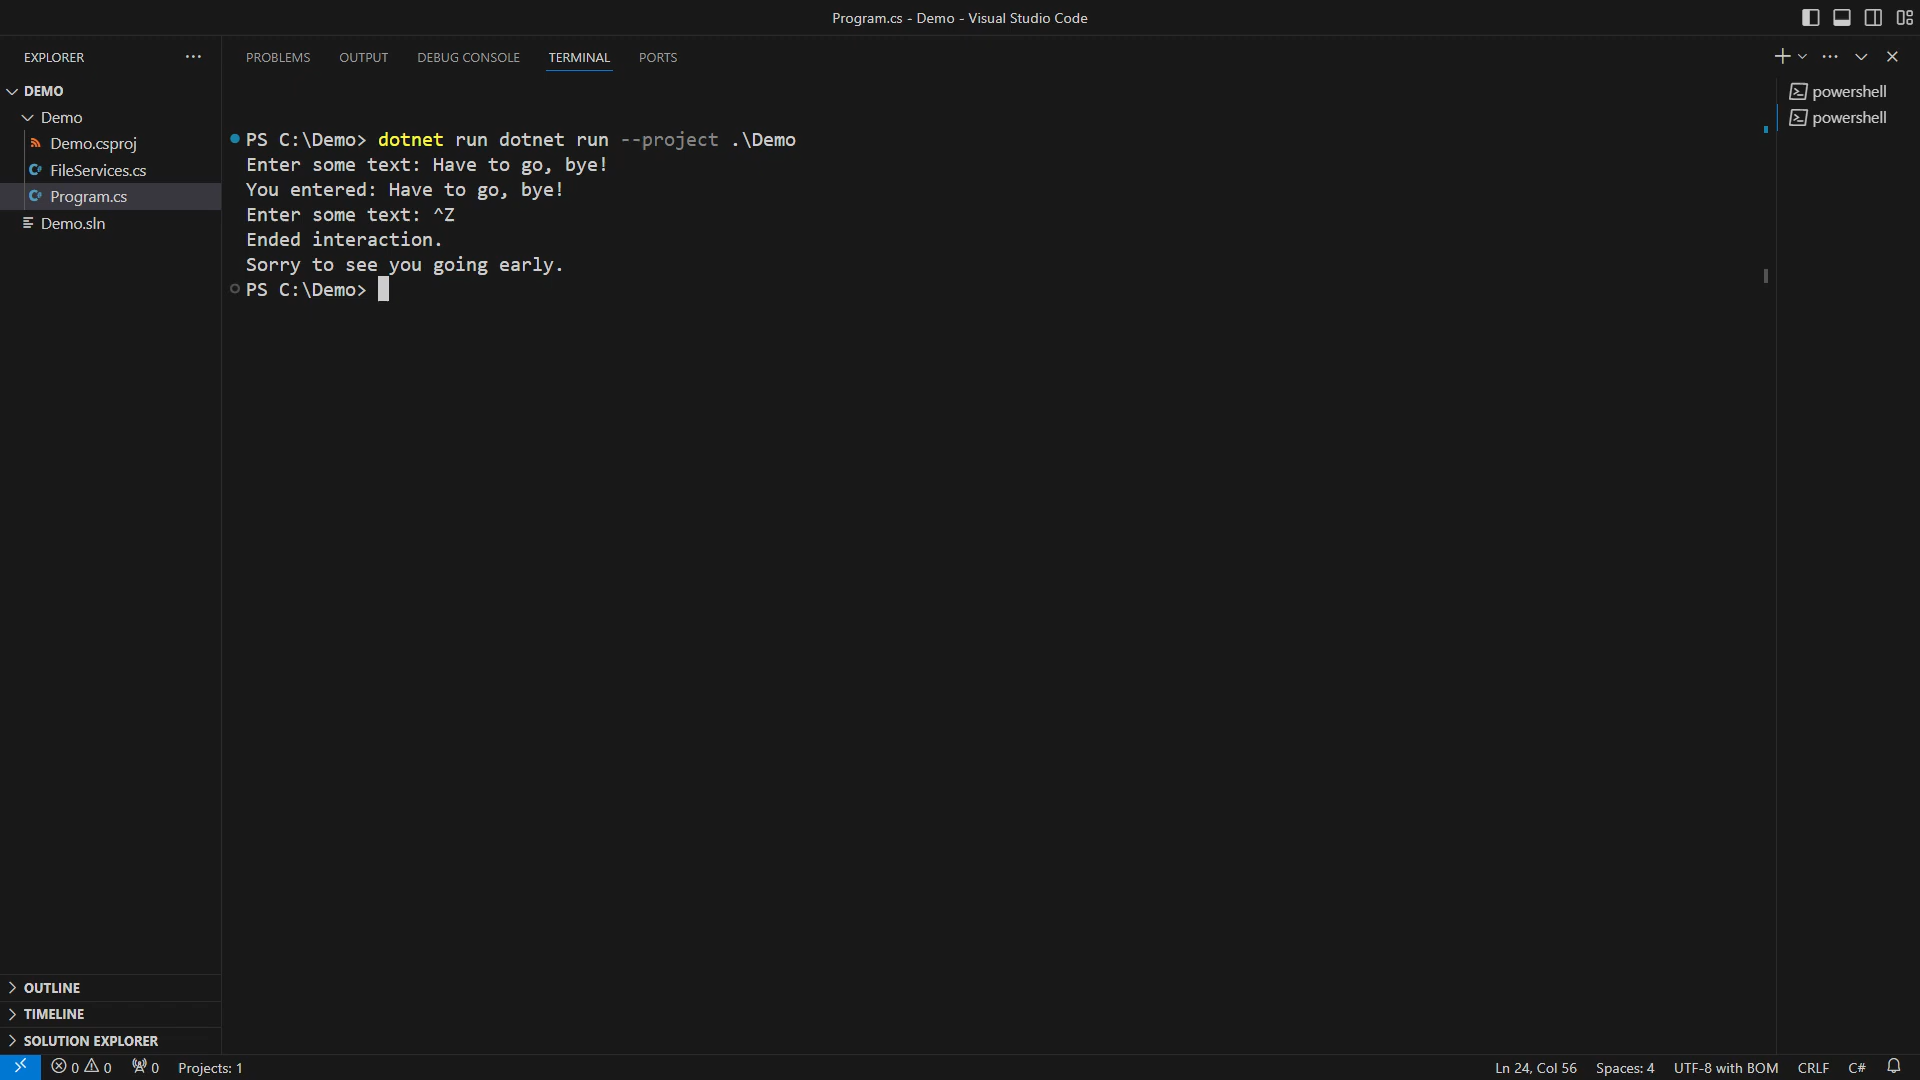 Program.cs - Demo - Visual Studio Code
EXPLORER
DEMO
Demo
Demo.csproj
FileServices.cs
Program.cs
Demo.sln
OUTLINE
TIMELINE
SOLUTION EXPLORER
PROBLEMS OUTPUT DEBUG CONSOLE TERMINAL PORTS
PS C:\Demo> dotnet run dotnet run --project .\Demo
Enter some text: Have to go, bye!
You entered: Have to go, bye!
Enter some text: ^Z
Ended interaction.
Sorry to see you going early.
PS C:\Demo>
powershell
powershell
0 0 0 Projects: 1 Ln 24, Col 56 Spaces: 4 UTF-8 with BOM CRLF C#